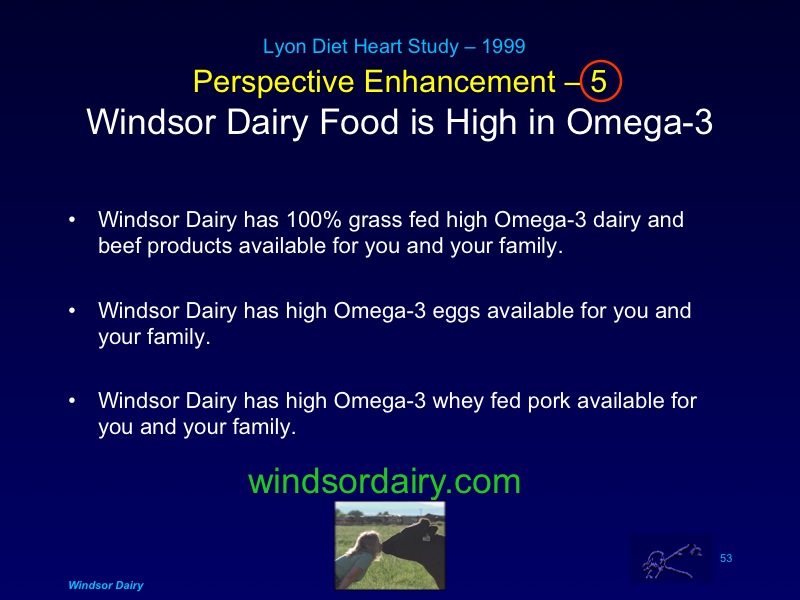 Lyon Diet Heart Study – 1999
Perspective Enhancement – 5
Windsor Dairy Food is High in Omega-3
• Windsor Dairy has 100% grass fed high Omega-3 dairy and
beef products available for you and your family.
• Windsor Dairy has high Omega-3 eggs available for you and
your family.
• Windsor Dairy has high Omega-3 whey fed pork available for
you and your family.
windsordairy.com
53
Windsor Dairy